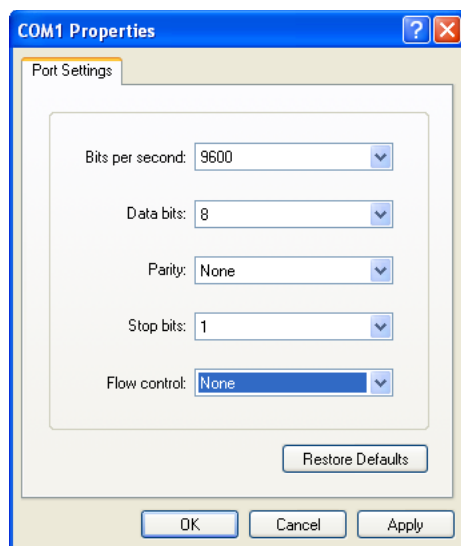 COM1 Properties
Port Settings
Bits per second: 9600
Data bits: 8
Parity: None
Stop bits: 1
Flow control: None
Restore Defaults
OK Cancel Apply